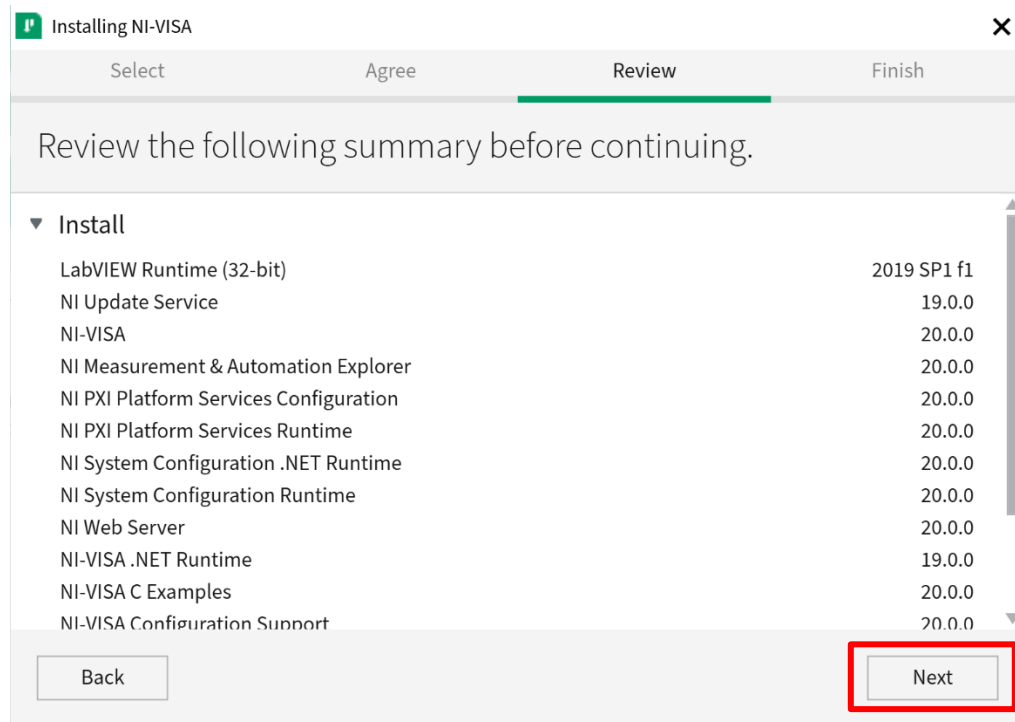 Installing NI-VISA
Select Agree Review Finish
Review the following summary before continuing.
Install
LabVIEW Runtime (32-bit) 2019 SP1 f1
NI Update Service 19.0.0
NI-VISA 20.0.0
NI Measurement & Automation Explorer 20.0.0
NI PXI Platform Services Configuration 20.0.0
NI PXI Platform Services Runtime 20.0.0
NI System Configuration .NET Runtime 20.0.0
NI System Configuration Runtime 20.0.0
NI Web Server 20.0.0
NI-VISA .NET Runtime 19.0.0
NI-VISA C Examples 20.0.0
NI-VISA Configuration Support 20.0.0
Back Next